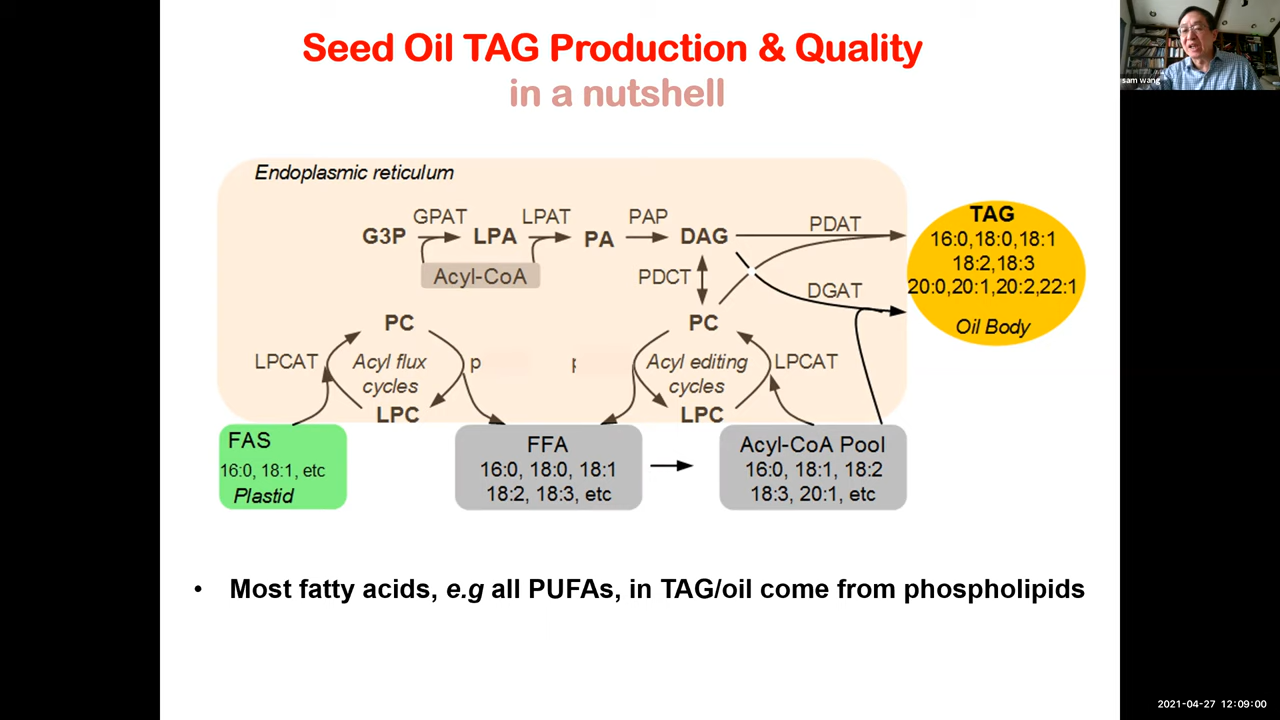 Seed Oil TAG Production & Quality
in a nutshell
sam wang
Endoplasmic reticulum
GPAT LPAT PAP PDAT
G3P LPA PA DAG
Acyl-CoA
PDCT
DGAT
TAG
16:0,18:0,18:1
18:2,18:3
20:0,20:1,20:2,22:1
Oil Body
PC PC
LPCAT Acyl flux p p Acyl editing LPCAT
cycles cycles
LPC LPC
FAS
16:0, 18:1, etc
Plastid
FFA
16:0, 18:0, 18:1
18:2, 18:3, etc
Acyl-CoA Pool
16:0, 18:1, 18:2
18:3, 20:1, etc
• Most fatty acids, e.g all PUFAs, in TAG/oil come from phospholipids
2021-04-27 12:09:00